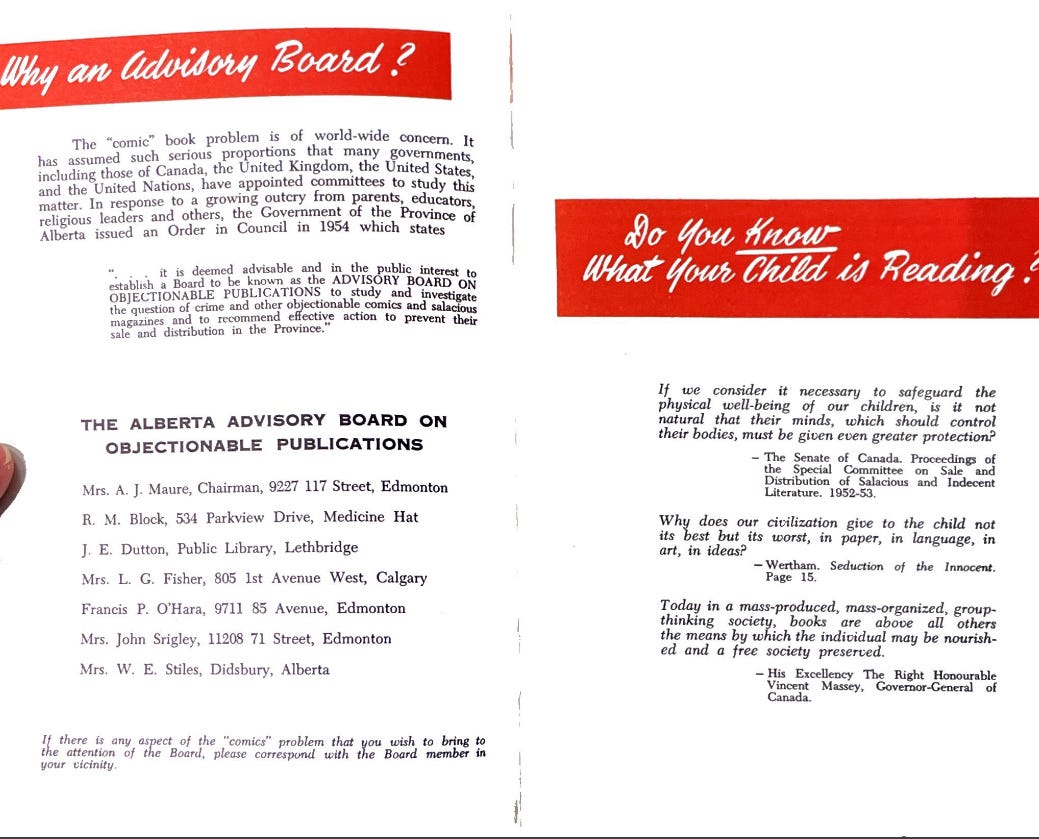 Why an Advisory Board?
The "comic" book problem is of world-wide concern. It
has assumed such serious proportions that many governments,
including those of Canada, the United Kingdom, the United States,
and the United Nations, have appointed committees to study this
matter. In response to a growing outcry from parents, educators,
religious leaders and others, the Government of the Province of
Alberta issued an Order in Council in 1954 which states
". . . it is deemed advisable and in the public interest to
establish a Board to be known as the ADVISORY BOARD ON
OBJECTIONABLE PUBLICATIONS to study and investigate
the question of crime and other objectionable comics and salacious
magazines and to recommend effective action to prevent their
sale and distribution in the Province."
THE ALBERTA ADVISORY BOARD ON
OBJECTIONABLE PUBLICATIONS
Mrs. A. J. Maure, Chairman, 9227 117 Street, Edmonton
R. M. Block, 534 Parkview Drive, Medicine Hat
J. E. Dutton, Public Library, Lethbridge
Mrs. L. G. Fisher, 805 1st Avenue West, Calgary
Francis P. O'Hara, 9711 85 Avenue, Edmonton
Mrs. John Srigley, 11208 71 Street, Edmonton
Mrs. W. E. Stiles, Didsbury, Alberta
If there is any aspect of the "comics" problem that you wish to bring to
the attention of the Board, please correspond with the Board member in
your vicinity.
Do You Know
What Your Child is Reading?
If we consider it necessary to safeguard the
physical well-being of our children, is it not
natural that their minds, which should control
their bodies, must be given even greater protection?
— The Senate of Canada. Proceedings of
the Special Committee on Sale and
Distribution of Salacious and Indecent
Literature. 1952-53.
Why does our civilization give to the child not
its best but its worst, in paper, in language, in
art, in ideas?
— Wertham. Seduction of the Innocent.
Page 15.
Today in a mass-produced, mass-organized, group-
thinking society, books are above all others
the means by which the individual may be nourish-
ed and a free society preserved.
— His Excellency The Right Honourable
Vincent Massey, Governor-General of
Canada.